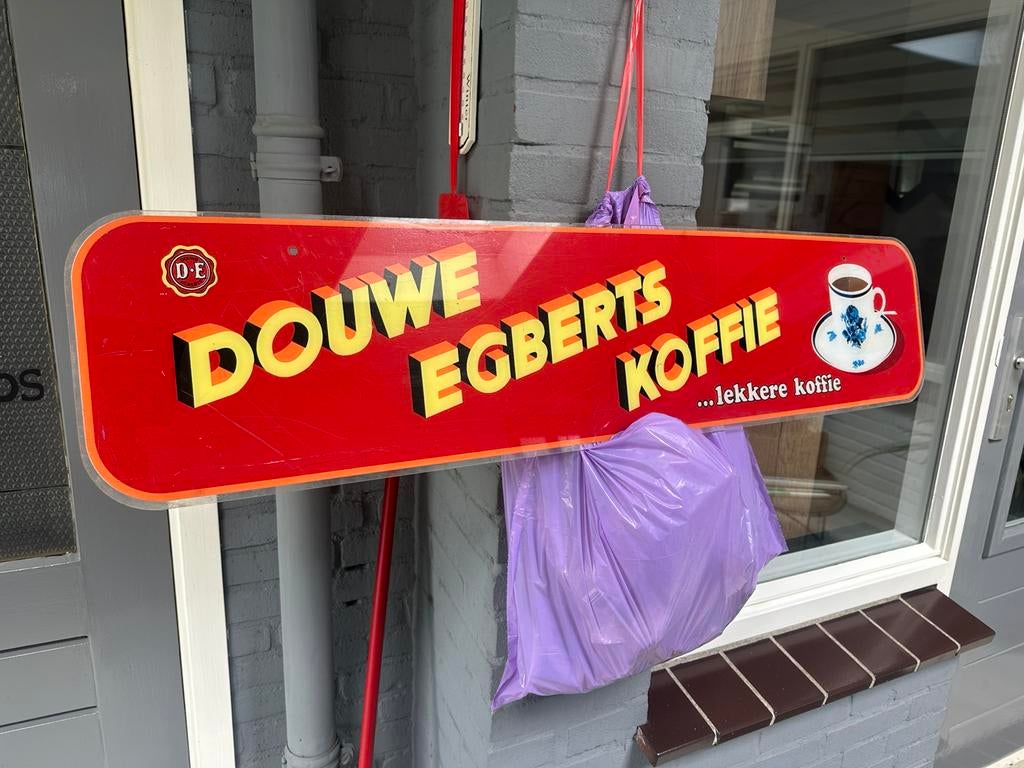 D·E
DOUWE
EGBERTS
KOFFIE
...lekkere koffie